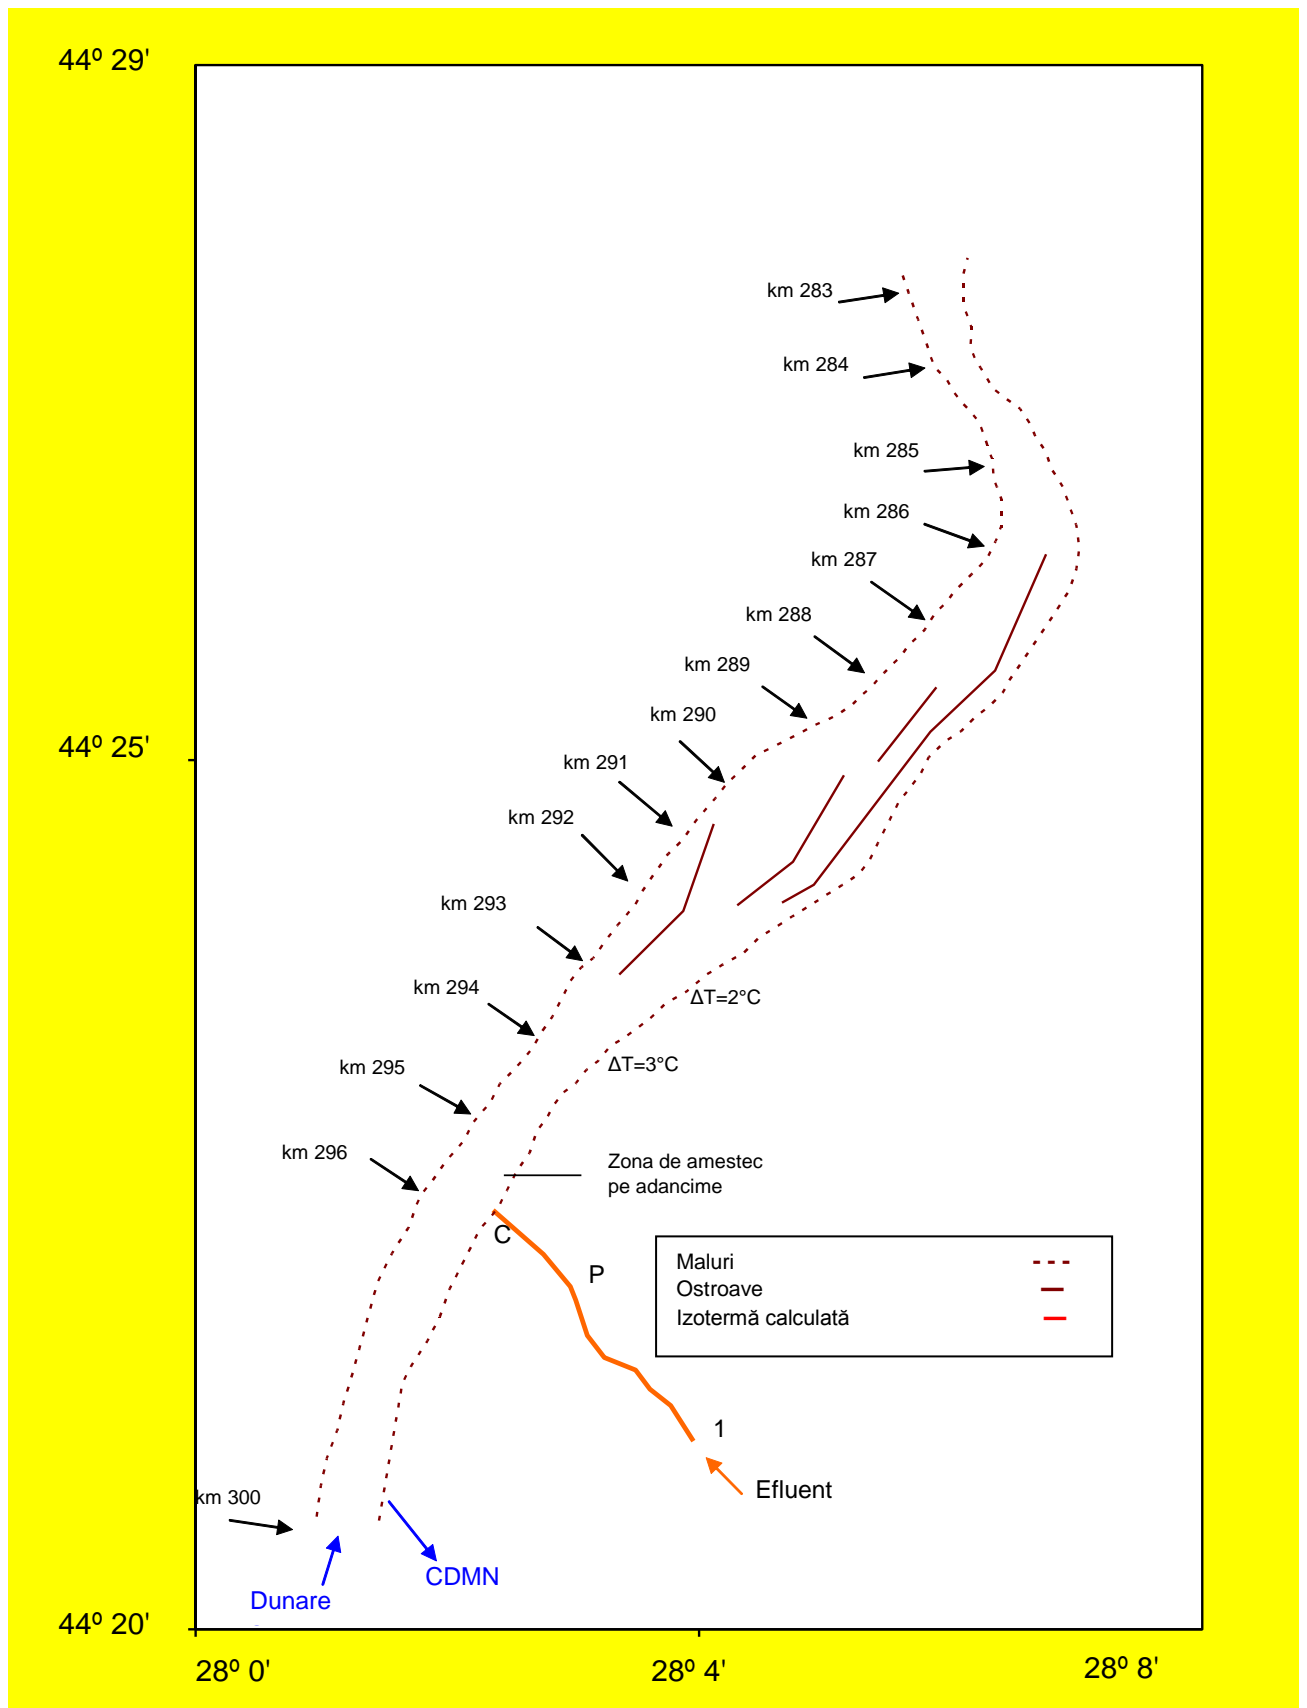 44º 29'
km 283
km 284
km 285
km 286
km 287
km 288
km 289
km 290
44º 25'
km 291
km 292
km 293
km 294
ΔT=2°C
km 295
ΔT=3°C
km 296
Zona de amestec
pe adancime
C
P
Maluri
Ostroave
Izotermă calculată
1
Efluent
km 300
CDMN
Dunare
44º 20'
28º 0'
28º 4'
28º 8'